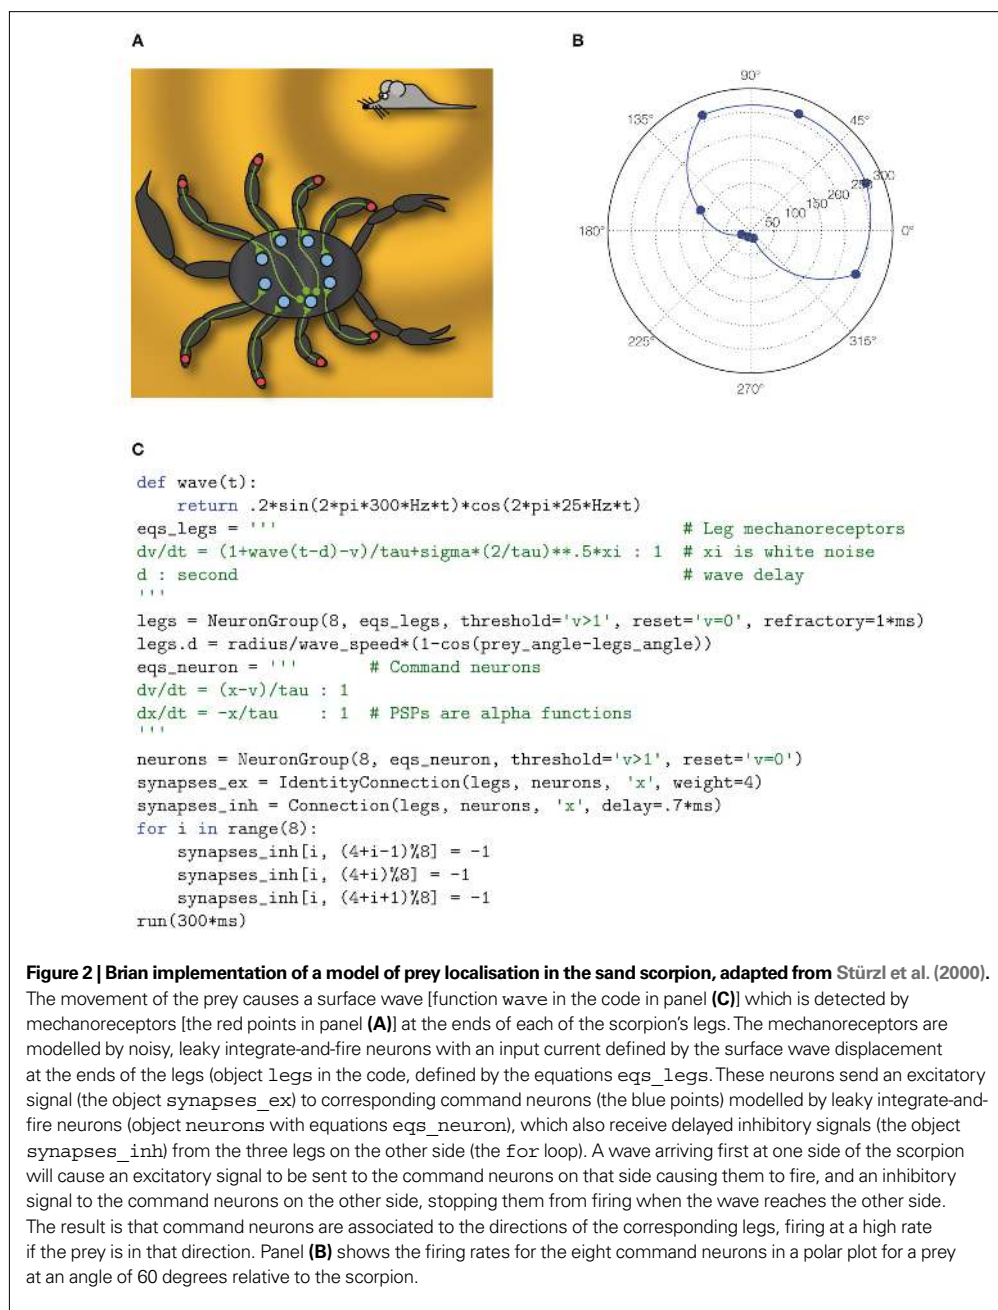 A
B
90°
135°
45°
300
250
200
150
100
50
180°
0°
225°
315°
270°
C
def wave(t):
    return .2*sin(2*pi*300*Hz*t)*cos(2*pi*25*Hz*t)
eqs_legs = ''' # Leg mechanoreceptors
dv/dt = (1+wave(t-d)-v)/tau+sigma*(2/tau)**.5*xi : 1 # xi is white noise
d : second # wave delay
'''
legs = NeuronGroup(8, eqs_legs, threshold='v>1', reset='v=0', refractory=1*ms)
legs.d = radius/wave_speed*(1-cos(prey_angle-legs_angle))
eqs_neuron = ''' # Command neurons
dv/dt = (x-v)/tau : 1
dx/dt = -x/tau : 1 # PSPs are alpha functions
'''
neurons = NeuronGroup(8, eqs_neuron, threshold='v>1', reset='v=0')
synapses_ex = IdentityConnection(legs, neurons, 'x', weight=4)
synapses_inh = Connection(legs, neurons, 'x', delay=.7*ms)
for i in range(8):
    synapses_inh[i, (4+i-1)%8] = -1
    synapses_inh[i, (4+i)%8] = -1
    synapses_inh[i, (4+i+1)%8] = -1
run(300*ms)
Figure 2 | Brian implementation of a model of prey localisation in the sand scorpion, adapted from Stürzl et al. (2000).
The movement of the prey causes a surface wave [function wave in the code in panel (C)] which is detected by
mechanoreceptors [the red points in panel (A)] at the ends of each of the scorpion's legs. The mechanoreceptors are
modelled by noisy, leaky integrate-and-fire neurons with an input current defined by the surface wave displacement
at the ends of the legs (object legs in the code, defined by the equations eqs_legs. These neurons send an excitatory
signal (the object synapses_ex) to corresponding command neurons (the blue points) modelled by leaky integrate-and-
fire neurons (object neurons with equations eqs_neuron), which also receive delayed inhibitory signals (the object
synapses_inh) from the three legs on the other side (the for loop). A wave arriving first at one side of the scorpion
will cause an excitatory signal to be sent to the command neurons on that side causing them to fire, and an inhibitory
signal to the command neurons on the other side, stopping them from firing when the wave reaches the other side.
The result is that command neurons are associated to the directions of the corresponding legs, firing at a high rate
if the prey is in that direction. Panel (B) shows the firing rates for the eight command neurons in a polar plot for a prey
at an angle of 60 degrees relative to the scorpion.